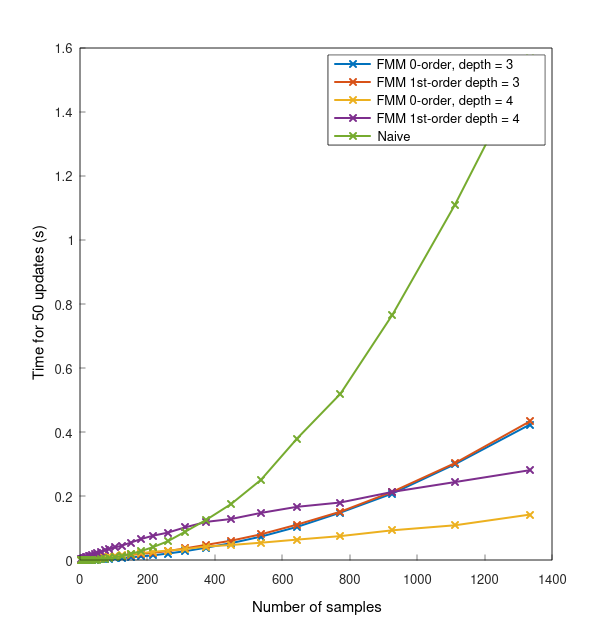 1.6
1.4
1.2
1
0.8
0.6
0.4
0.2
0
0 200 400 600 800 1000 1200 1400
Time for 50 updates (s)
Number of samples
FMM 0-order, depth = 3
FMM 1st-order depth = 3
FMM 0-order, depth = 4
FMM 1st-order depth = 4
Naive